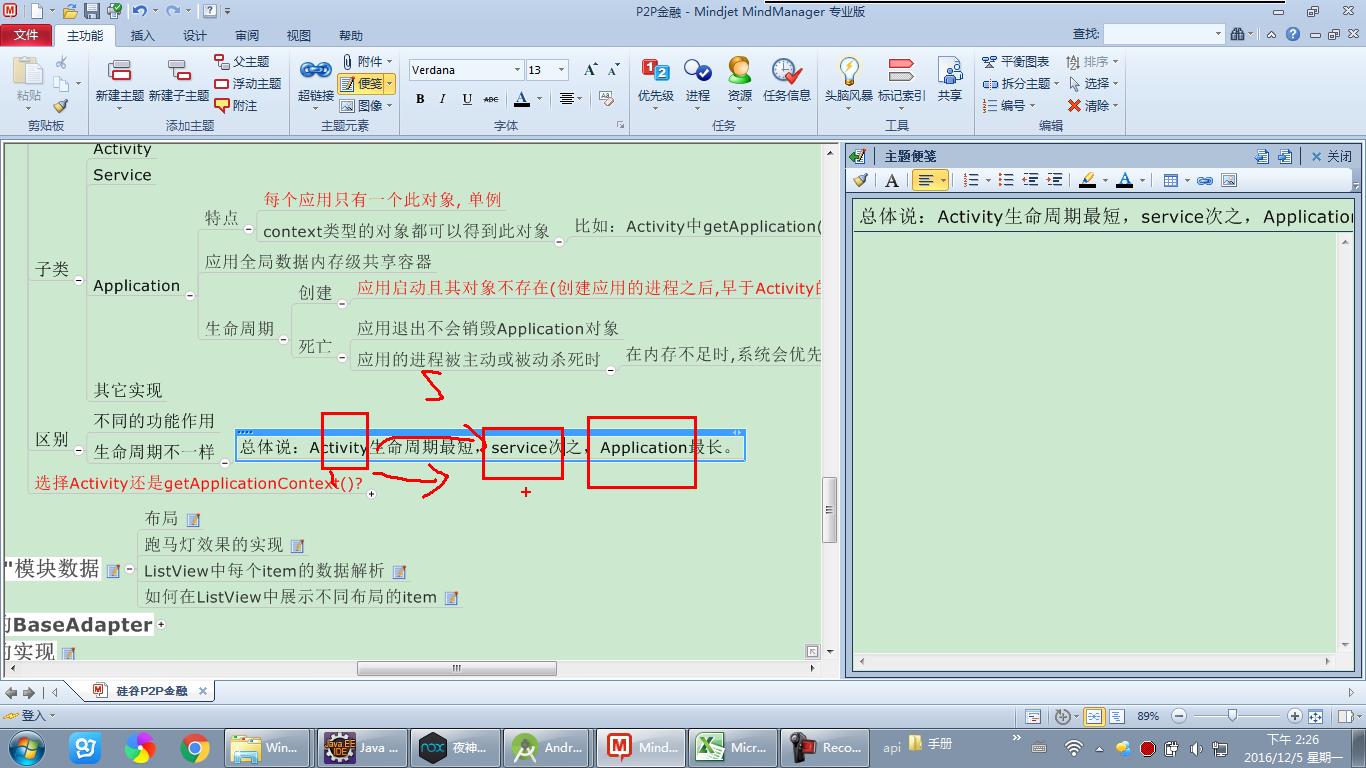 P2P金融 - Mindjet MindManager 专业版
文件 主功能 插入 设计 审阅 视图 帮助 查找:
粘贴 剪贴板
新建主题 新建子主题 父主题 浮动主题 附注 添加主题
超链接 附件 便笺 图像 主题元素
Verdana 13 B I U ABC A 字体
优先级 进程 资源 任务信息 任务
头脑风暴 标记索引 共享 工具
平衡图表 排序 拆分主题 选择 编号 清除 编辑
Activity
Service
每个应用只有一个此对象, 单例
特点
context类型的对象都可以得到此对象 比如：Activity中getApplication(
应用全局数据内存级共享容器
子类
Application
创建 应用启动且其对象不存在(创建应用的进程之后,早于Activity的
生命周期
应用退出不会销毁Application对象
死亡
应用的进程被主动或被动杀死时 在内存不足时,系统会优先
其它实现
不同的功能作用
区别
生命周期不一样 总体说：Activity生命周期最短，service次之，Application最长。
选择Activity还是getApplicationContext()?
布局
跑马灯效果的实现
"模块数据 ListView中每个item的数据解析
如何在ListView中展示不同布局的item
的BaseAdapter
的实现
主题便笺 关闭
总体说：Activity生命周期最短，service次之，Application
硅谷P2P金融
登入 89%
Win... Java ... 夜神... Andr... Mind... Micr... Reco... api 手册
下午 2:26
2016/12/5 星期一